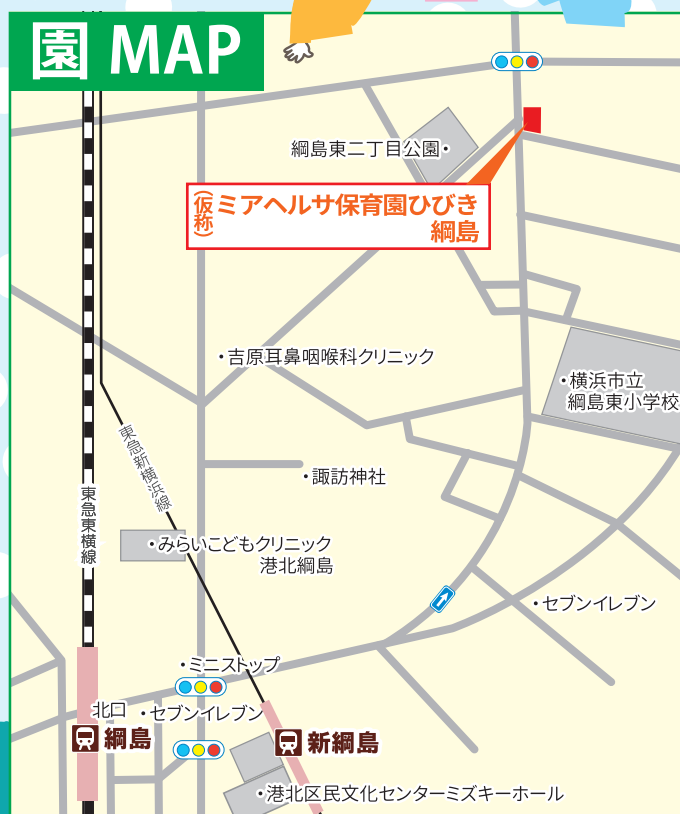 園 MAP
綱島東二丁目公園・
(仮称)
ミアヘルサ保育園ひびき
綱島
・吉原耳鼻咽喉科クリニック
・横浜市立
綱島東小学校
東急新横浜線
・諏訪神社
東急東横線
・みらいこどもクリニック
港北綱島
・セブンイレブン
・ミニストップ
北口
・セブンイレブン
綱島
新綱島
・港北区民文化センターミズキーホール